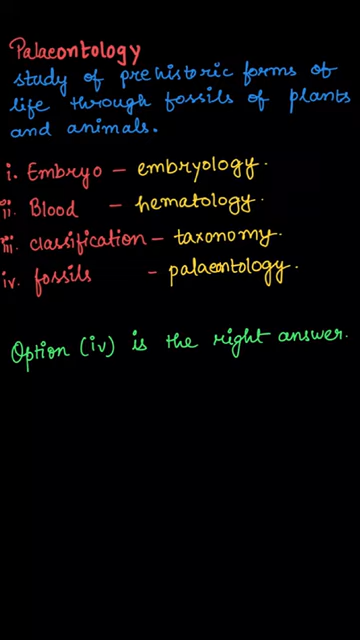 Palaeontology
study of prehistoric forms of
life through fossils of plants
and animals.
i. Embryo – embryology.
ii. Blood – hematology.
iii. classification – taxonomy.
iv. fossils – palaeontology.
Option (iv) is the right answer.